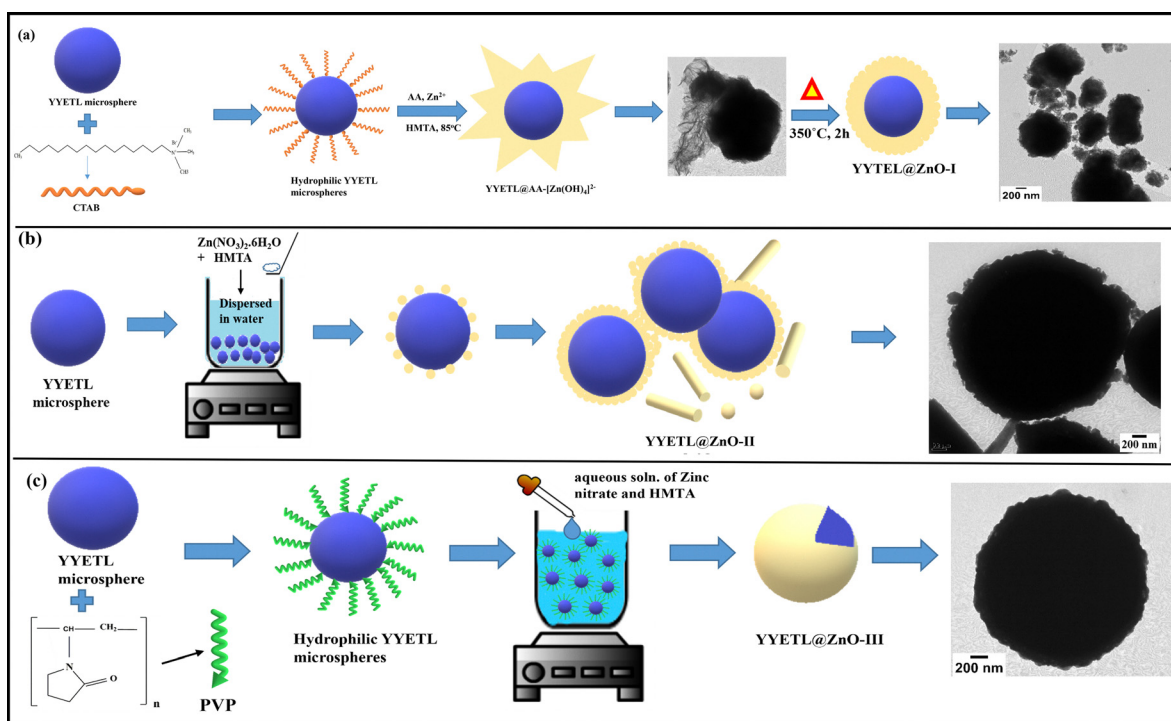 (a)
YYETL microsphere
CH3
Br-
CH3
N+
CH3
CH3
CTAB
Hydrophilic YYETL
microspheres
AA, Zn2+
HMTA, 85oC
YYETL@AA-[Zn(OH)4]2-
350°C, 2h
YYTEL@ZnO-I
200 nm
(b)
YYETL
microsphere
Zn(NO3)2.6H2O
+ HMTA
Dispersed
in water
YYETL@ZnO-II
200 nm
(c)
YYETL
microsphere
CH
CH2
N
O
n
PVP
Hydrophilic YYETL
microspheres
aqueous soln. of Zinc
nitrate and HMTA
YYETL@ZnO-III
200 nm